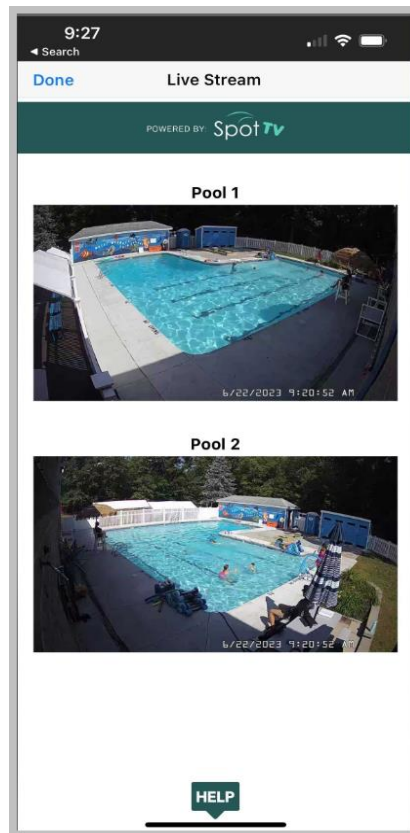 9:27
◀ Search
Done Live Stream
POWERED BY: Spot TV
Pool 1
6/22/2023 9:20:52 AM
Pool 2
6/22/2023 9:20:52 AM
HELP